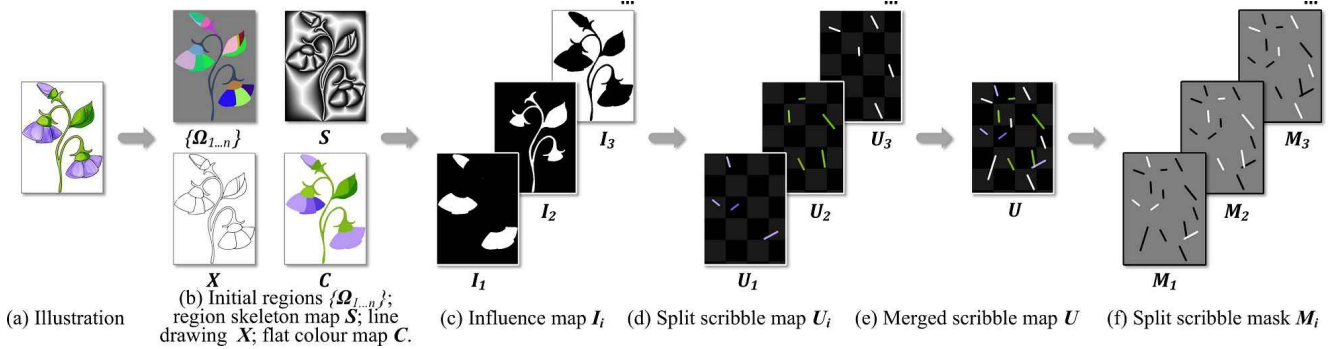 ...
...
{Ω1...n}
S
I3
U3
M3
I2
U2
U
M2
X
C
I1
U1
M1
(a) Illustration
(b) Initial regions {Ω1...n};
region skeleton map S; line
drawing X; flat colour map C.
(c) Influence map Ii
(d) Split scribble map Ui
(e) Merged scribble map U
(f) Split scribble mask Mi